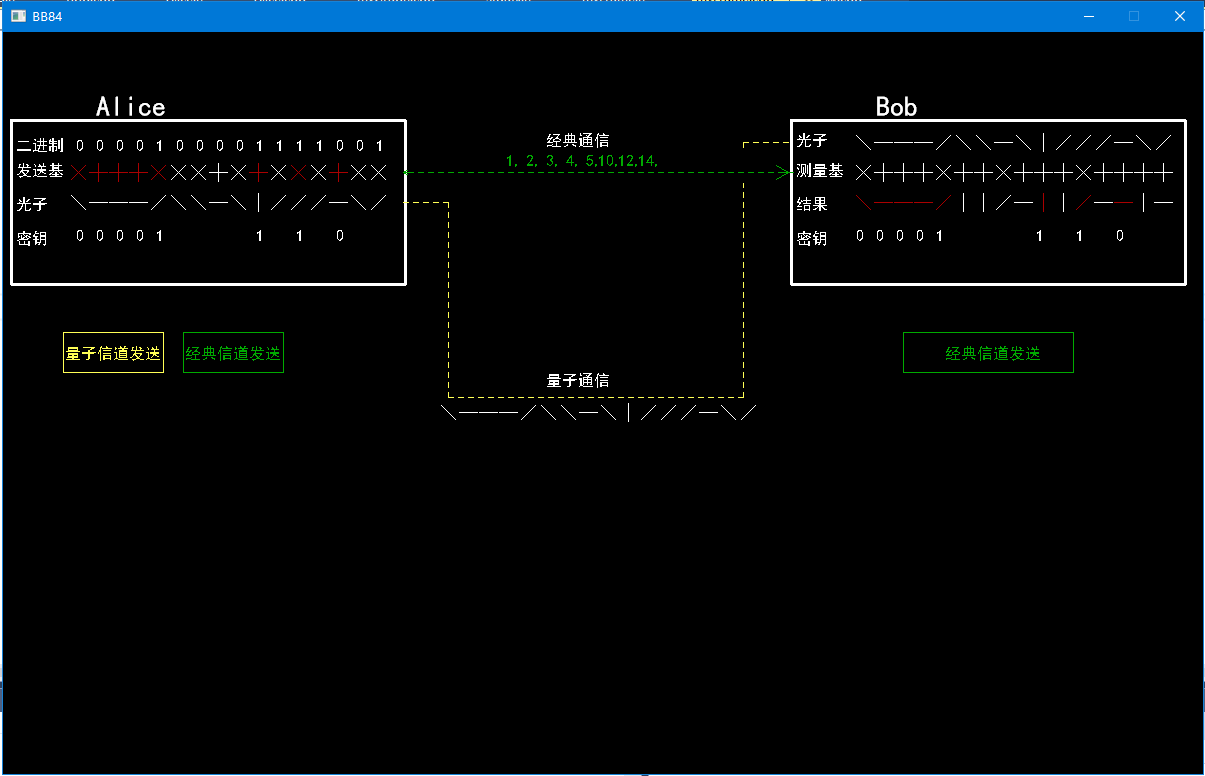 BB84
Alice
二进制 0 0 0 0 1 0 0 0 0 1 1 1 1 0 0 1
发送基 ×+++×××+×+×××+××
光子 \———/\\—\|///—\/
密钥 0 0 0 0 1 1 1 0
量子信道发送
经典信道发送
经典通信
1, 2, 3, 4, 5,10,12,14,
量子通信
\———/\\—\|///—\/
Bob
光子 \———/\\—\|///—\/
测量基 ×+++×++×+++×++++
结果 \———/||/—||/——|—
密钥 0 0 0 0 1 1 1 0
经典信道发送